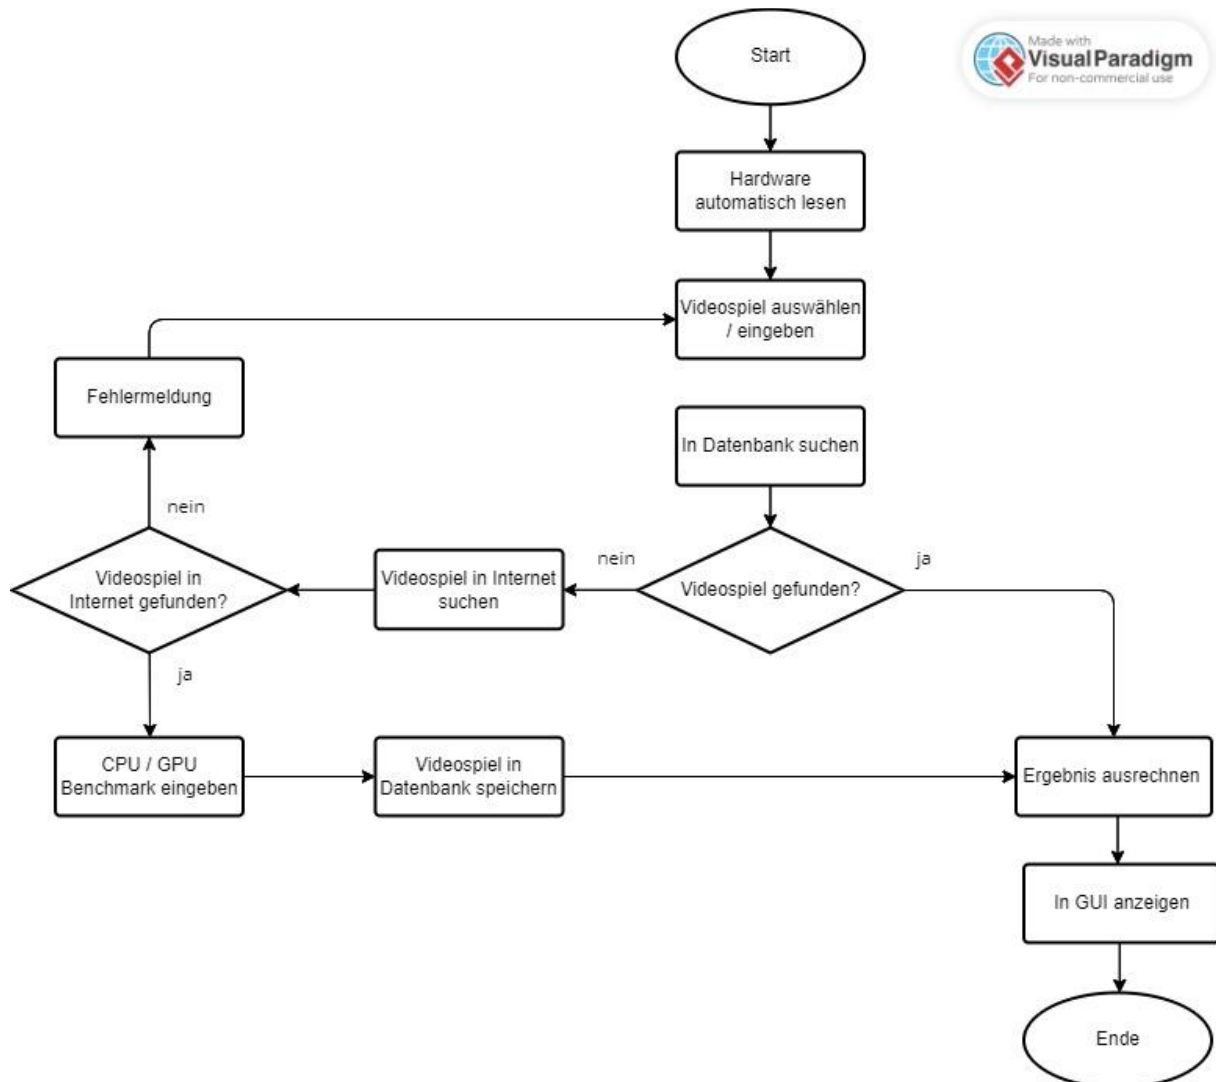 Start
Made with
Visual Paradigm
For non-commercial use
Hardware
automatisch lesen
Videospiel auswählen
/ eingeben
Fehlermeldung
In Datenbank suchen
nein
Videospiel in
Internet gefunden?
Videospiel in Internet
suchen
nein
Videospiel gefunden?
ja
ja
CPU / GPU
Benchmark eingeben
Videospiel in
Datenbank speichern
Ergebnis ausrechnen
In GUI anzeigen
Ende